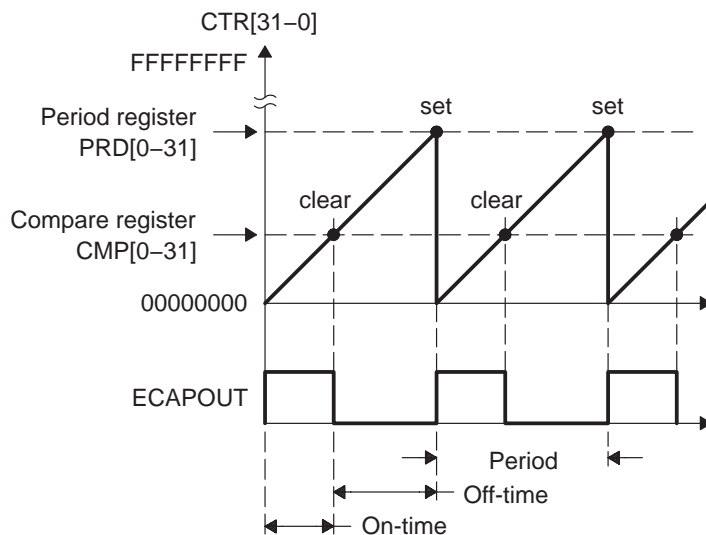 CTR[31–0]
FFFFFFFF
Period register
PRD[0–31]
set
set
clear
clear
Compare register
CMP[0–31]
00000000
ECAPOUT
Period
Off-time
On-time